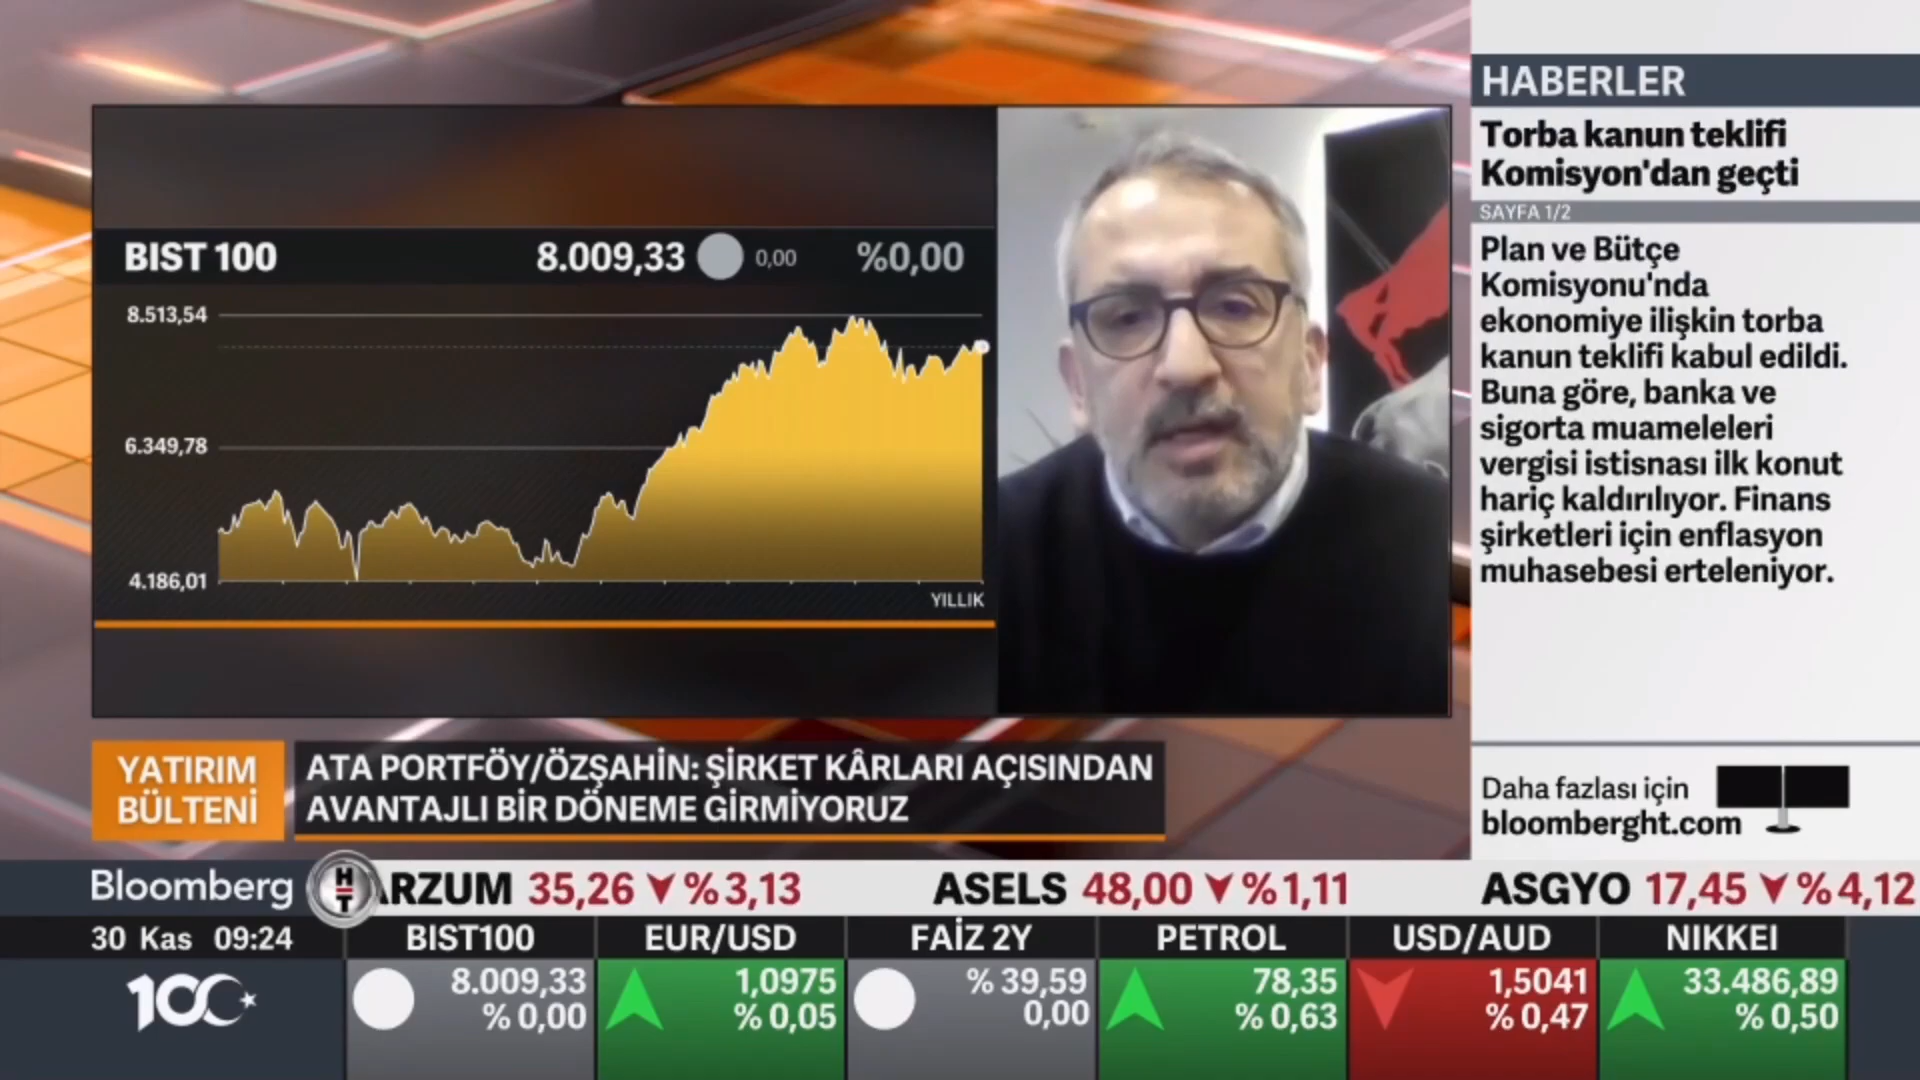 HABERLER
Torba kanun teklifi
Komisyon'dan geçti
SAYFA 1/2
Plan ve Bütçe
Komisyonu'nda
ekonomiye ilişkin torba
kanun teklifi kabul edildi.
Buna göre, banka ve
sigorta muameleleri
vergisi istisnası ilk konut
hariç kaldırılıyor. Finans
şirketleri için enflasyon
muhasebesi erteleniyor.
Daha fazlası için
bloomberght.com
BIST 100 8.009,33 0,00 %0,00
8.513,54
6.349,78
4.186,01
YILLIK
YATIRIM
BÜLTENİ
ATA PORTFÖY/ÖZŞAHİN: ŞİRKET KÂRLARI AÇISINDAN
AVANTAJLI BİR DÖNEME GİRMİYORUZ
Bloomberg HT
ARZUM 35,26 %3,13 ASELS 48,00 %1,11 ASGYO 17,45 %4,12
30 Kas 09:24
100
BIST100
8.009,33
% 0,00
EUR/USD
1,0975
% 0,05
FAİZ 2Y
% 39,59
0,00
PETROL
78,35
% 0,63
USD/AUD
1,5041
% 0,47
NIKKEI
33.486,89
% 0,50